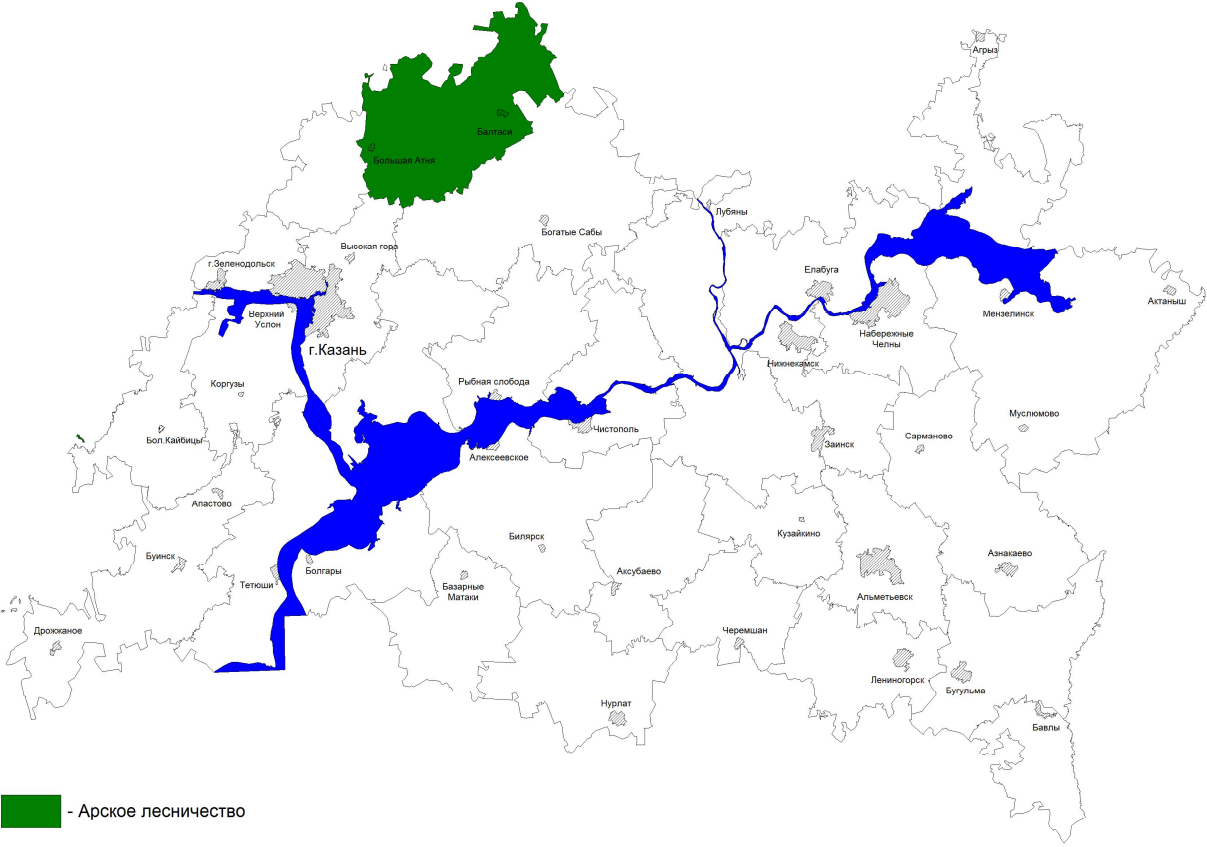 Агрыз
Балтаси
Большая Атня
Лубяны
Богатые Сабы
Высокая гора
г.Зеленодольск
Елабуга
Актаныш
Верхний
Услон
Мензелинск
Набережные
Челны
г.Казань
Нижнекамск
Коргузы
Рыбная слобода
Муслюмово
Бол.Кайбицы
Чистополь
Сарманово
Заинск
Алексеевское
Апастово
Билярск
Кузайкино
Буинск
Азнакаево
Болгары
Аксубаево
Тетюши
Базарные
Матаки
Альметьевск
Дрожжаное
Черемшан
Лениногорск
Бугульма
Нурлат
Бавлы
- Арское лесничество